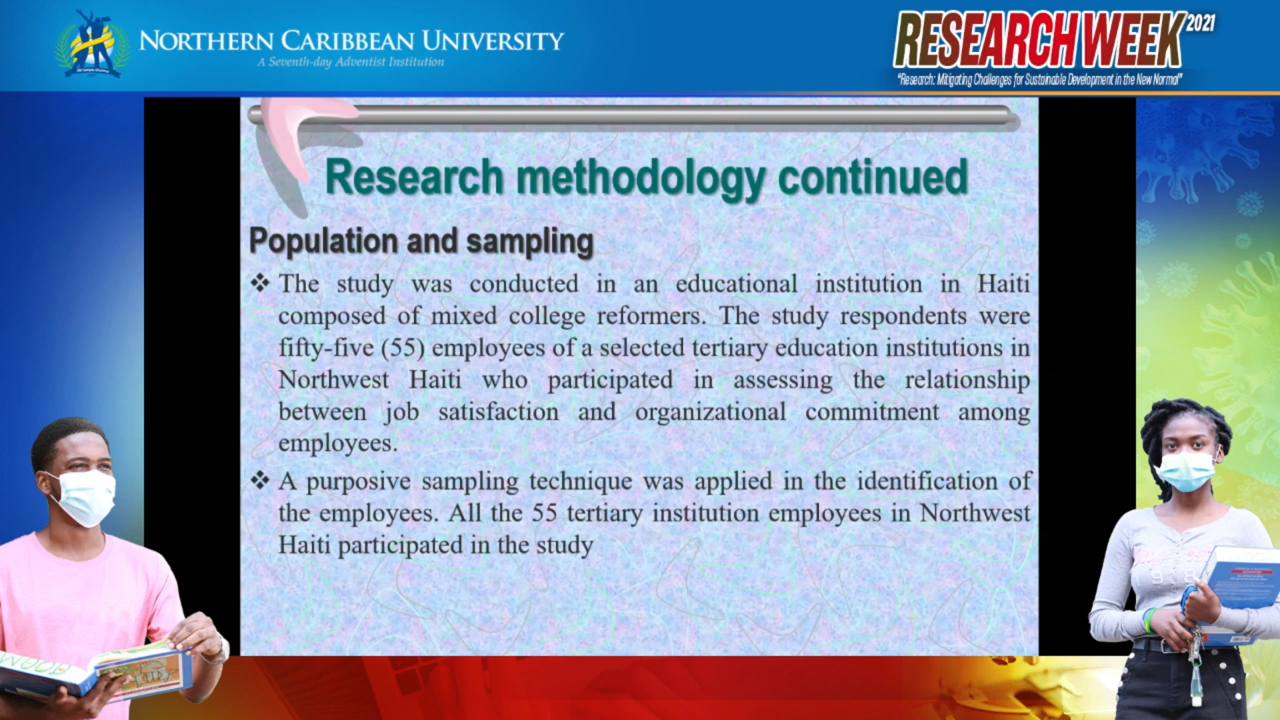 NORTHERN CARIBBEAN UNIVERSITY
A Seventh-day Adventist Institution
RESEARCH WEEK 2021
"Research: Mitigating Challenges for Sustainable Development in the New Normal"
Research methodology continued
Population and sampling
❖ The study was conducted in an educational institution in Haiti
composed of mixed college reformers. The study respondents were
fifty-five (55) employees of a selected tertiary education institutions in
Northwest Haiti who participated in assessing the relationship
between job satisfaction and organizational commitment among
employees.
❖ A purposive sampling technique was applied in the identification of
the employees. All the 55 tertiary institution employees in Northwest
Haiti participated in the study